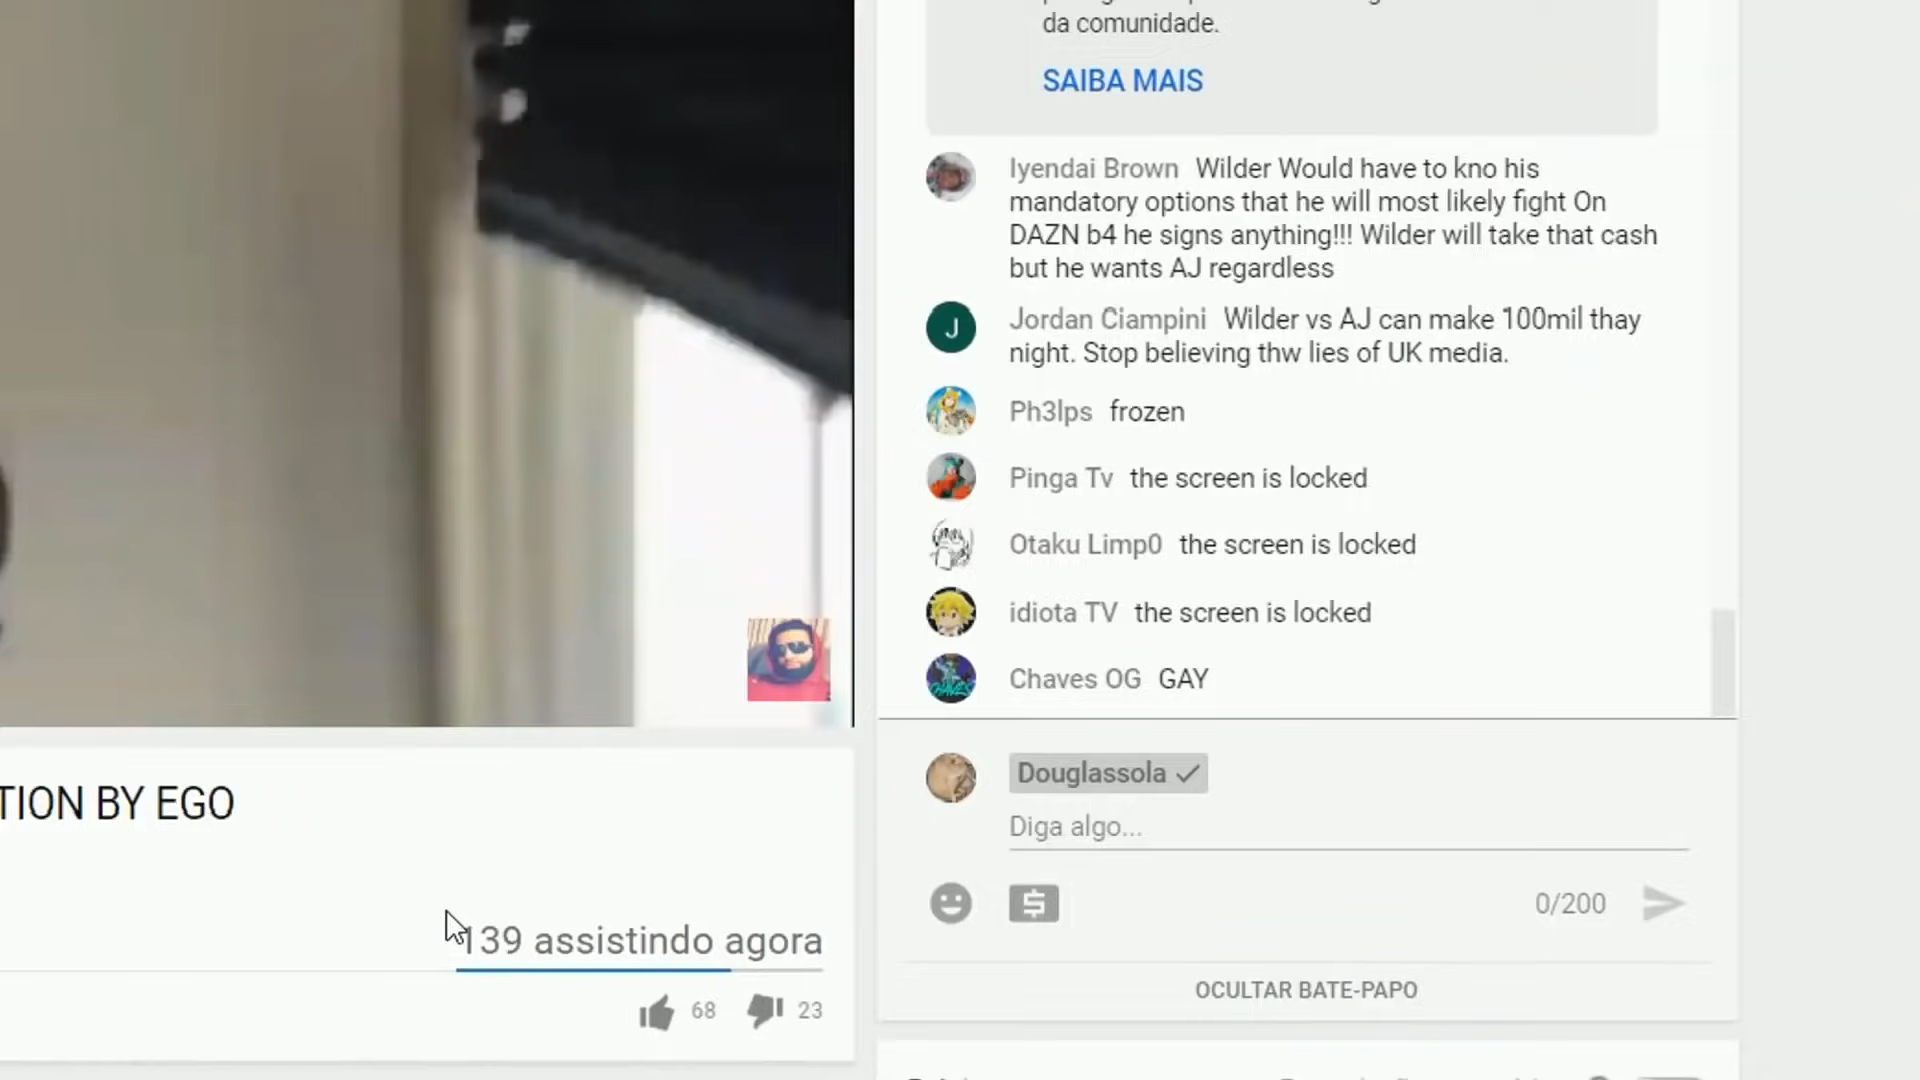 da comunidade.
SAIBA MAIS
Iyendai Brown Wilder Would have to kno his
mandatory options that he will most likely fight On
DAZN b4 he signs anything!!! Wilder will take that cash
but he wants AJ regardless
Jordan Ciampini Wilder vs AJ can make 100mil thay
night. Stop believing thw lies of UK media.
Ph3lps frozen
Pinga Tv the screen is locked
Otaku Limp0 the screen is locked
idiota TV the screen is locked
Chaves OG GAY
Douglassola
Diga algo...
0/200
OCULTAR BATE-PAPO
TION BY EGO
139 assistindo agora
68 23